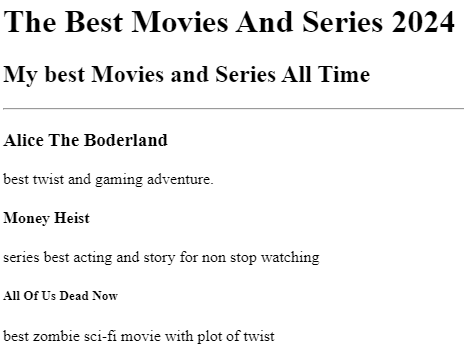 The Best Movies And Series 2024
My best Movies and Series All Time
Alice The Boderland
best twist and gaming adventure.
Money Heist
series best acting and story for non stop watching
All Of Us Dead Now
best zombie sci-fi movie with plot of twist